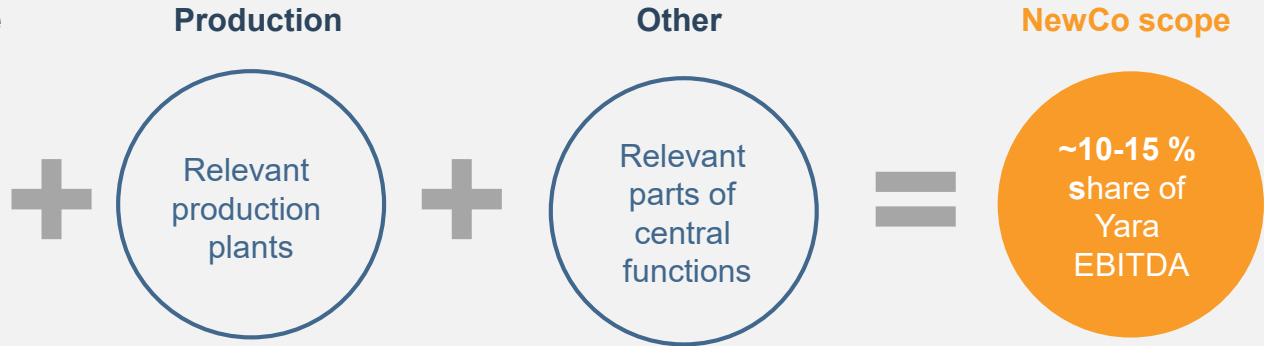 Production
Other
NewCo scope
Relevant
production
plants
Relevant
parts of
central
functions
~10-15 %
share of
Yara
EBITDA